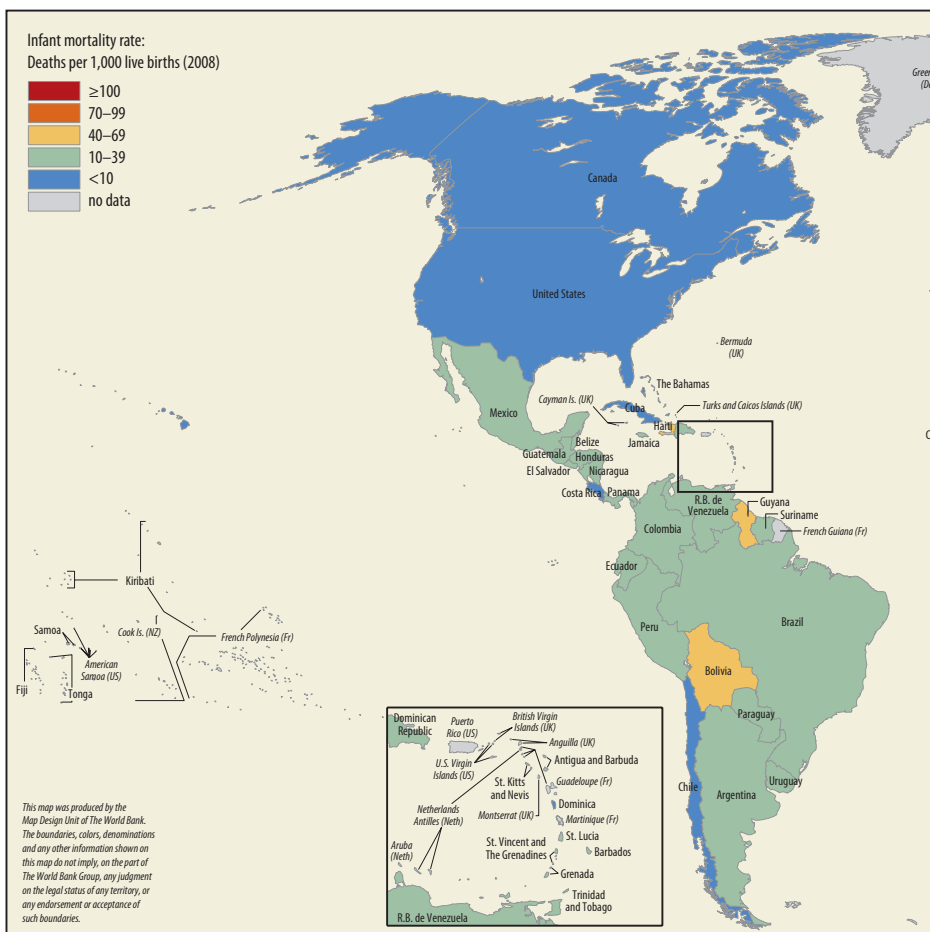 Infant mortality rate:
Deaths per 1,000 live births (2008)
≥100
70–99
40–69
10–39
<10
no data
Canada
United States
Bermuda
(UK)
The Bahamas
Cayman Is. (UK)
Cuba
Turks and Caicos Islands (UK)
Haiti
Mexico
Jamaica
Belize
Guatemala
Honduras
El Salvador
Nicaragua
Costa Rica
Panama
R.B. de
Venezuela
Guyana
Suriname
French Guiana (Fr)
Colombia
Ecuador
Kiribati
Peru
Brazil
Samoa
Cook Is. (NZ)
French Polynesia (Fr)
American
Samoa (US)
Fiji
Tonga
Bolivia
Paraguay
Chile
Uruguay
Argentina
Dominican
Republic
Puerto
Rico (US)
British Virgin
Islands (UK)
Anguilla (UK)
U.S. Virgin
Islands (US)
Antigua and Barbuda
St. Kitts
and Nevis
Guadeloupe (Fr)
Netherlands
Antilles (Neth)
Montserrat (UK)
Dominica
Martinique (Fr)
Aruba
(Neth)
St. Vincent and
The Grenadines
St. Lucia
Barbados
Grenada
Trinidad
and Tobago
R.B. de Venezuela
This map was produced by the
Map Design Unit of The World Bank.
The boundaries, colors, denominations
and any other information shown on
this map do not imply, on the part of
The World Bank Group, any judgment
on the legal status of any territory, or
any endorsement or acceptance of
such boundaries.